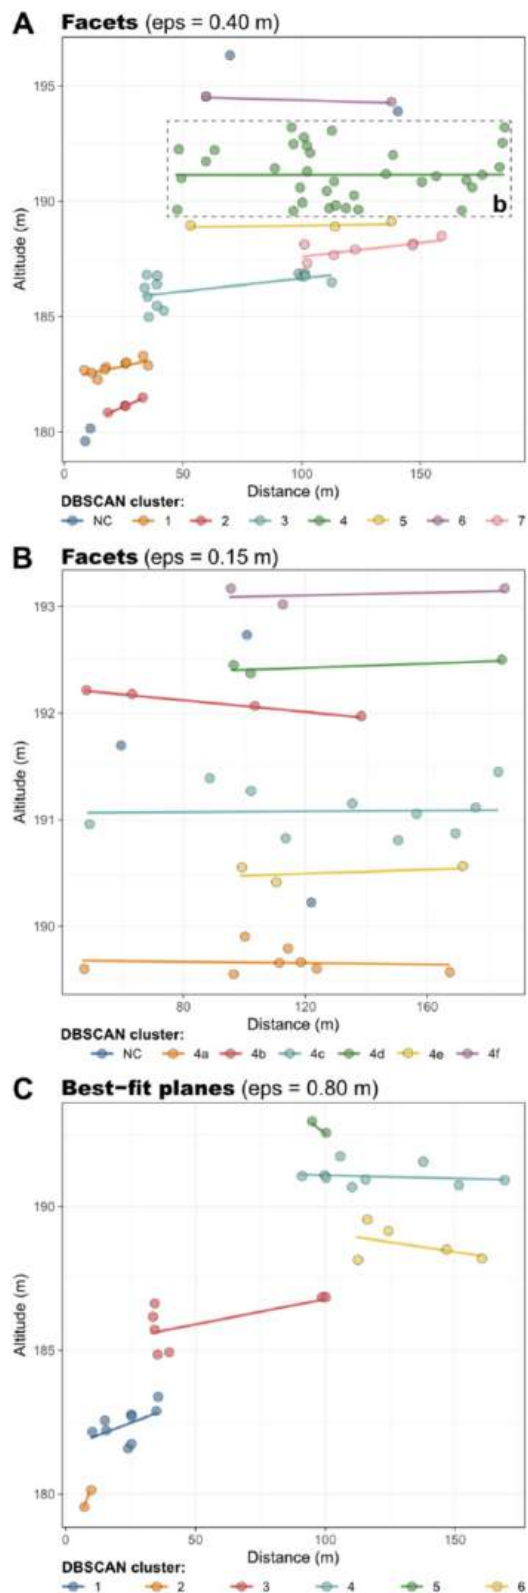 A Facets (eps = 0.40 m)
Altitude (m)
195
190
185
180
b
0 50 100 150
Distance (m)
DBSCAN cluster:
NC 1 2 3 4 5 6 7
B Facets (eps = 0.15 m)
Altitude (m)
193
192
191
190
80 120 160
Distance (m)
DBSCAN cluster:
NC 4a 4b 4c 4d 4e 4f
C Best-fit planes (eps = 0.80 m)
Altitude (m)
190
185
180
0 50 100 150
Distance (m)
DBSCAN cluster:
1 2 3 4 5 6